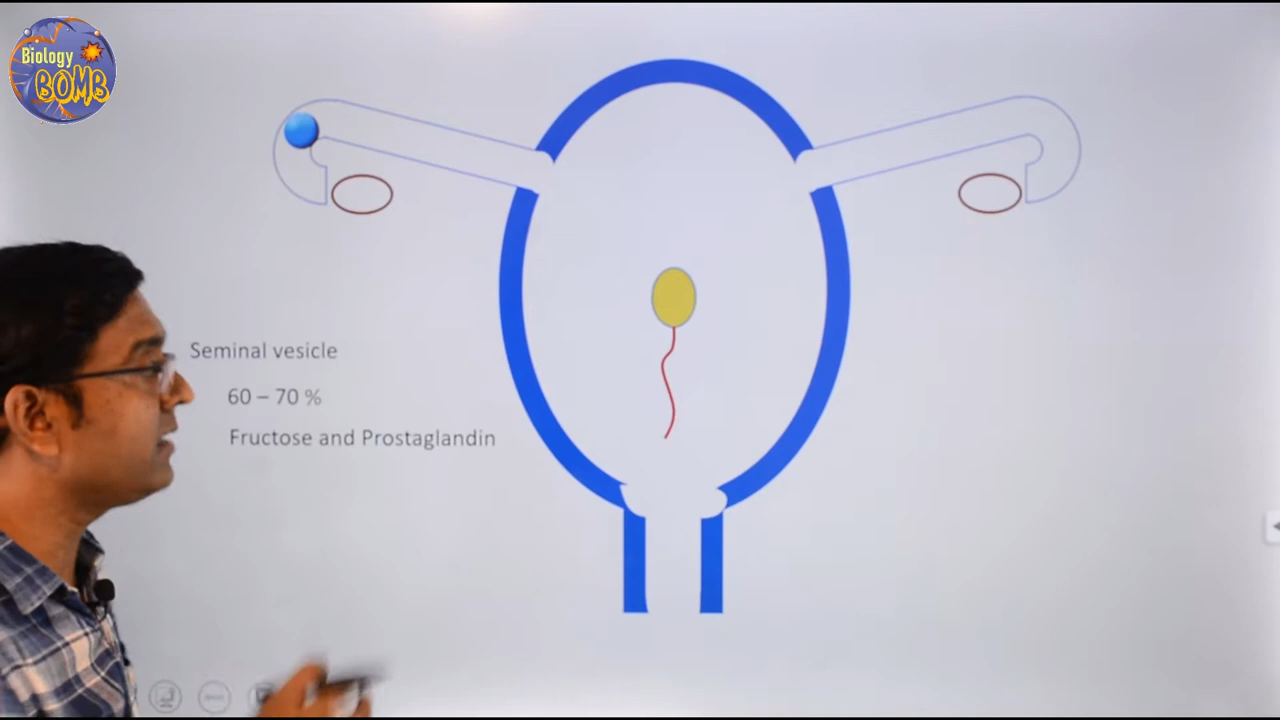 Biology
BOMB
Seminal vesicle
60 – 70 %
Fructose and Prostaglandin